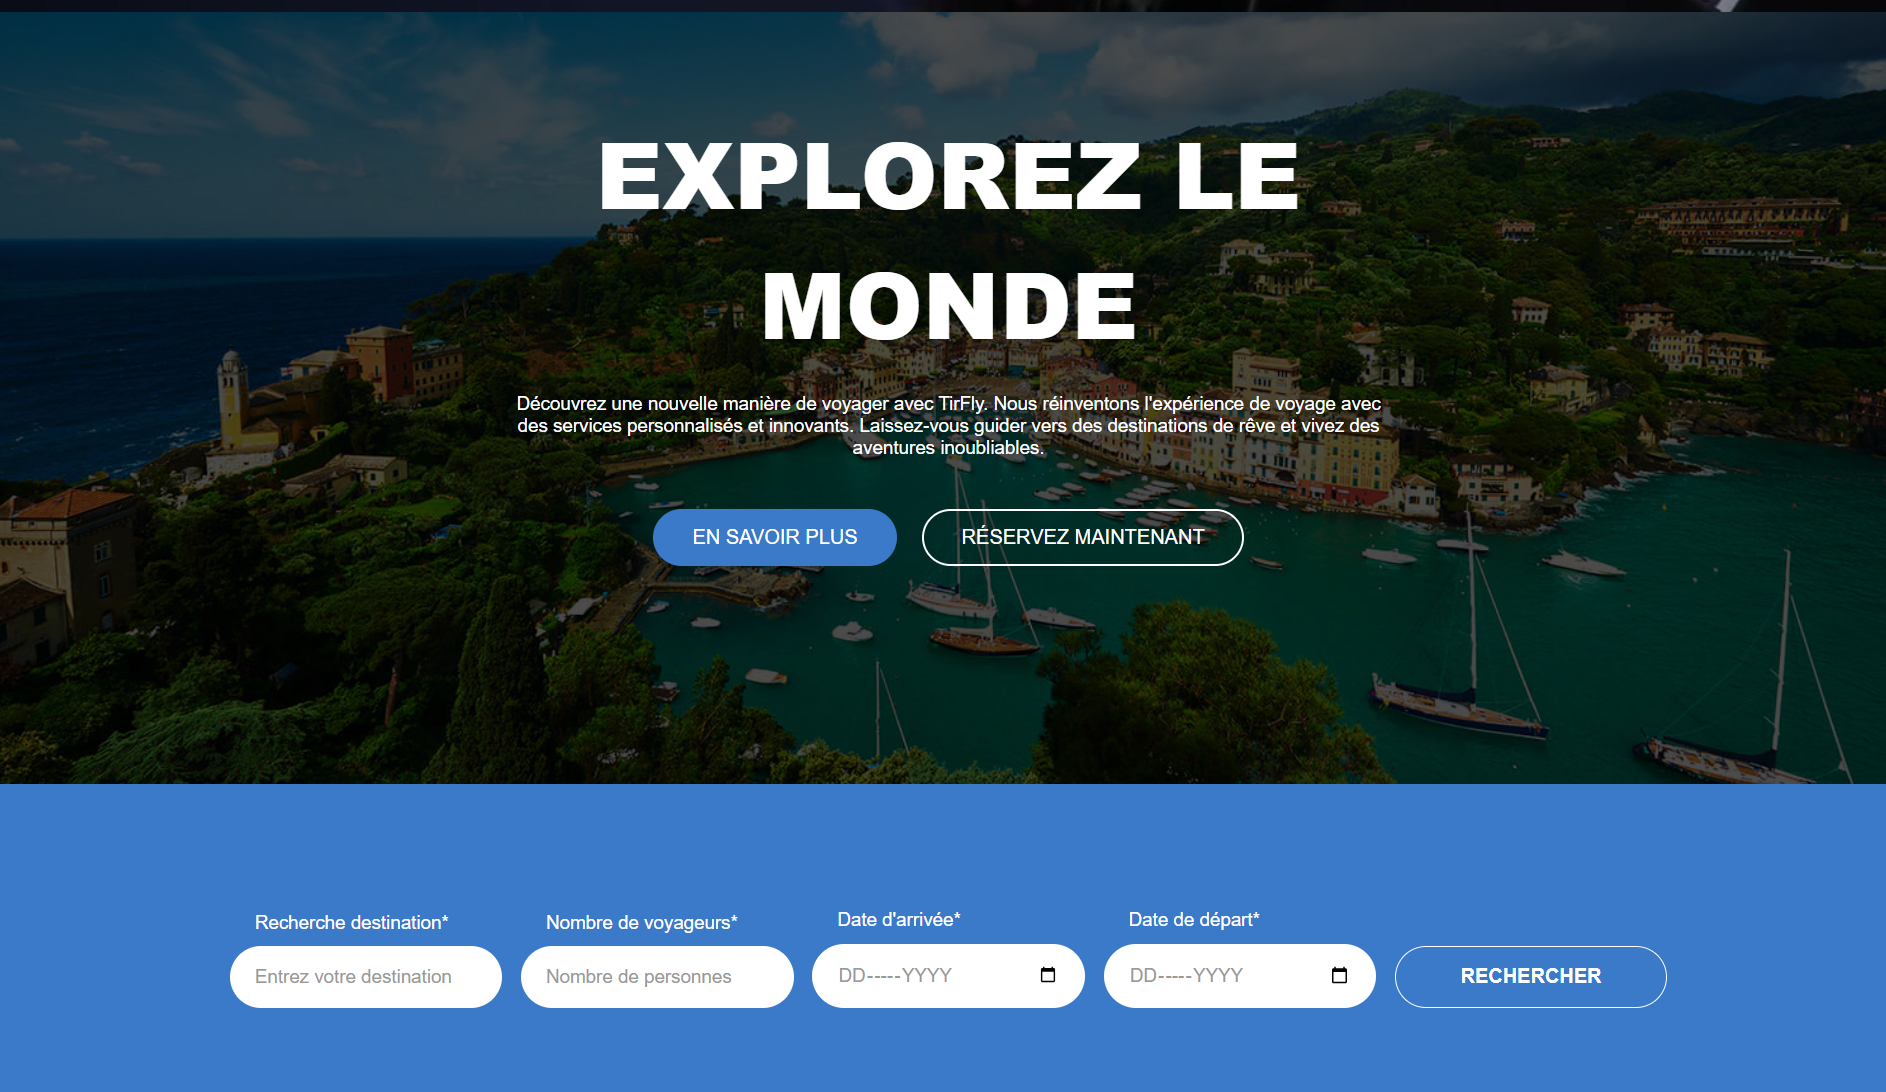 EXPLOREZ LE
MONDE
Découvrez une nouvelle manière de voyager avec TirFly. Nous réinventons l'expérience de voyage avec
des services personnalisés et innovants. Laissez-vous guider vers des destinations de rêve et vivez des
aventures inoubliables.
EN SAVOIR PLUS
RÉSERVEZ MAINTENANT
Recherche destination*
Nombre de voyageurs*
Date d'arrivée*
Date de départ*
Entrez votre destination
Nombre de personnes
DD-----YYYY
DD-----YYYY
RECHERCHER